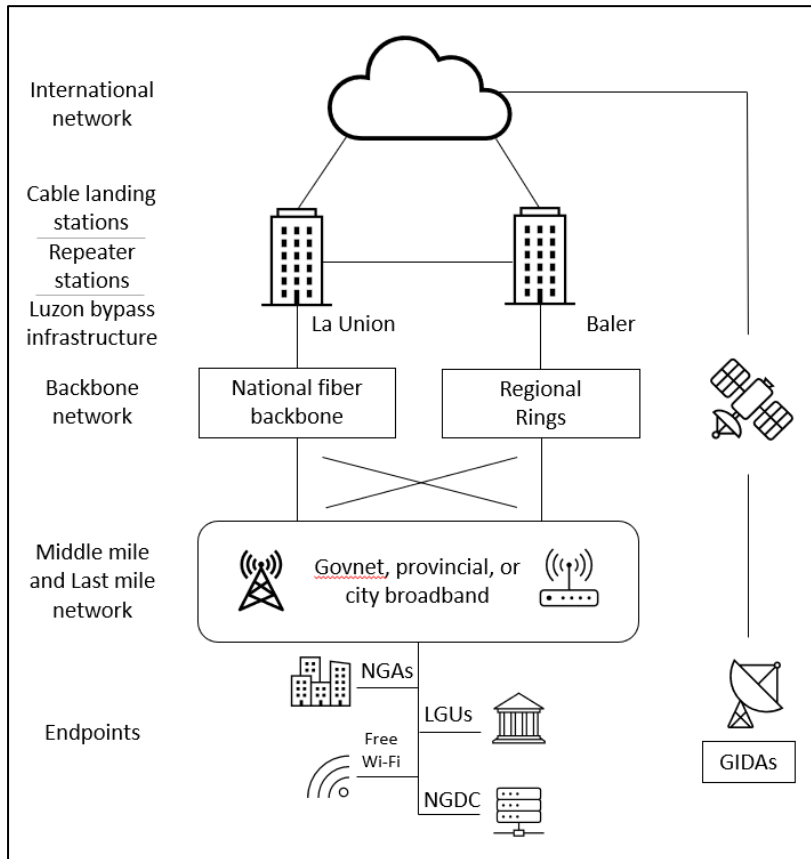 International
network
Cable landing
stations
Repeater
stations
Luzon bypass
infrastructure
La Union
Baler
Backbone
network
National fiber
backbone
Regional
Rings
Middle mile
and Last mile
network
Govnet, provincial, or
city broadband
Endpoints
NGAs
LGUs
Free
Wi-Fi
NGDC
GIDAs